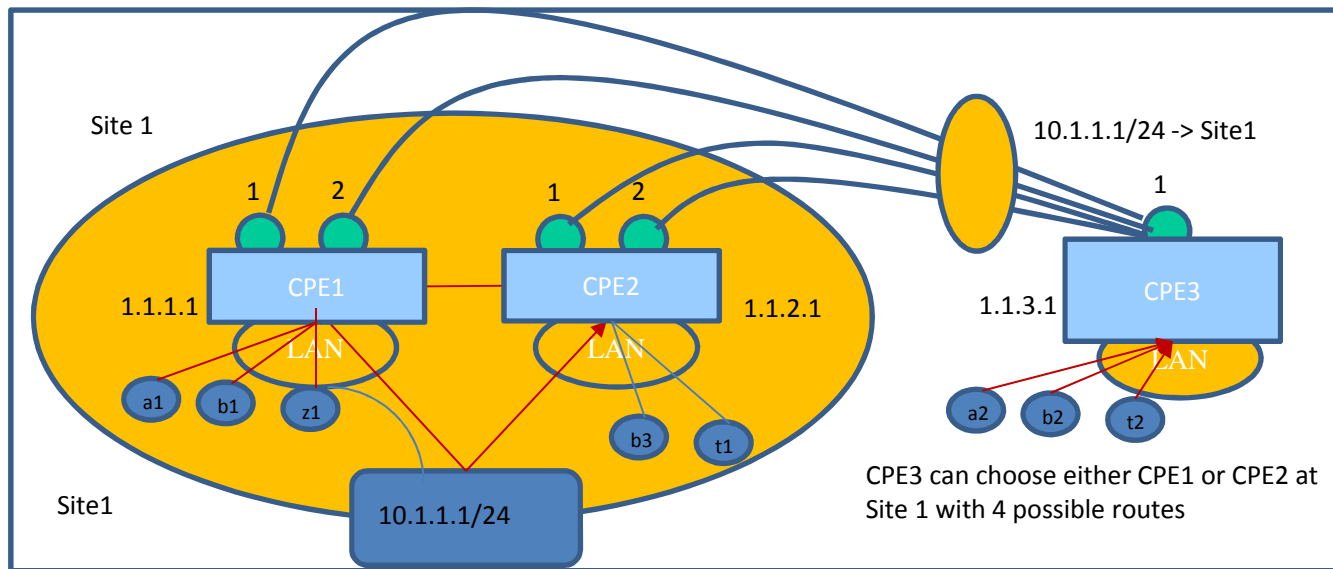 Site 1
10.1.1.1/24 -> Site1
1
2
1
2
1
CPE1
CPE2
CPE3
1.1.1.1
1.1.2.1
1.1.3.1
LAN
LAN
LAN
a1
b1
z1
b3
t1
a2
b2
t2
Site1
10.1.1.1/24
CPE3 can choose either CPE1 or CPE2 at
Site 1 with 4 possible routes